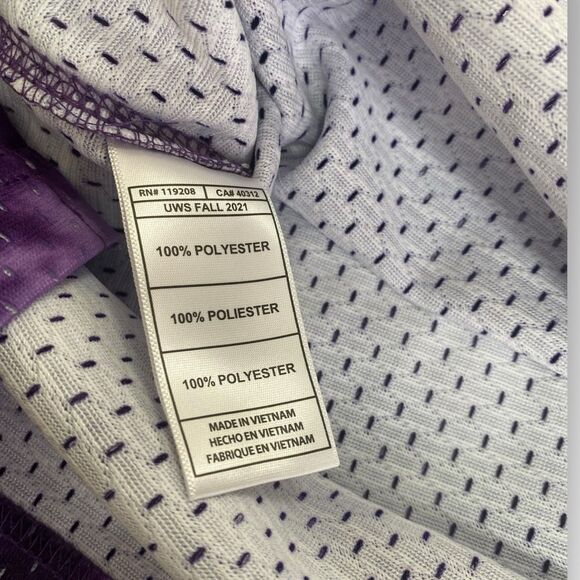 RN# 119208 CA# 40312
UWS FALL 2021
100% POLYESTER
100% POLIESTER
100% POLYESTER
MADE IN VIETNAM
HECHO EN VIETNAM
FABRIQUE EN VIETNAM